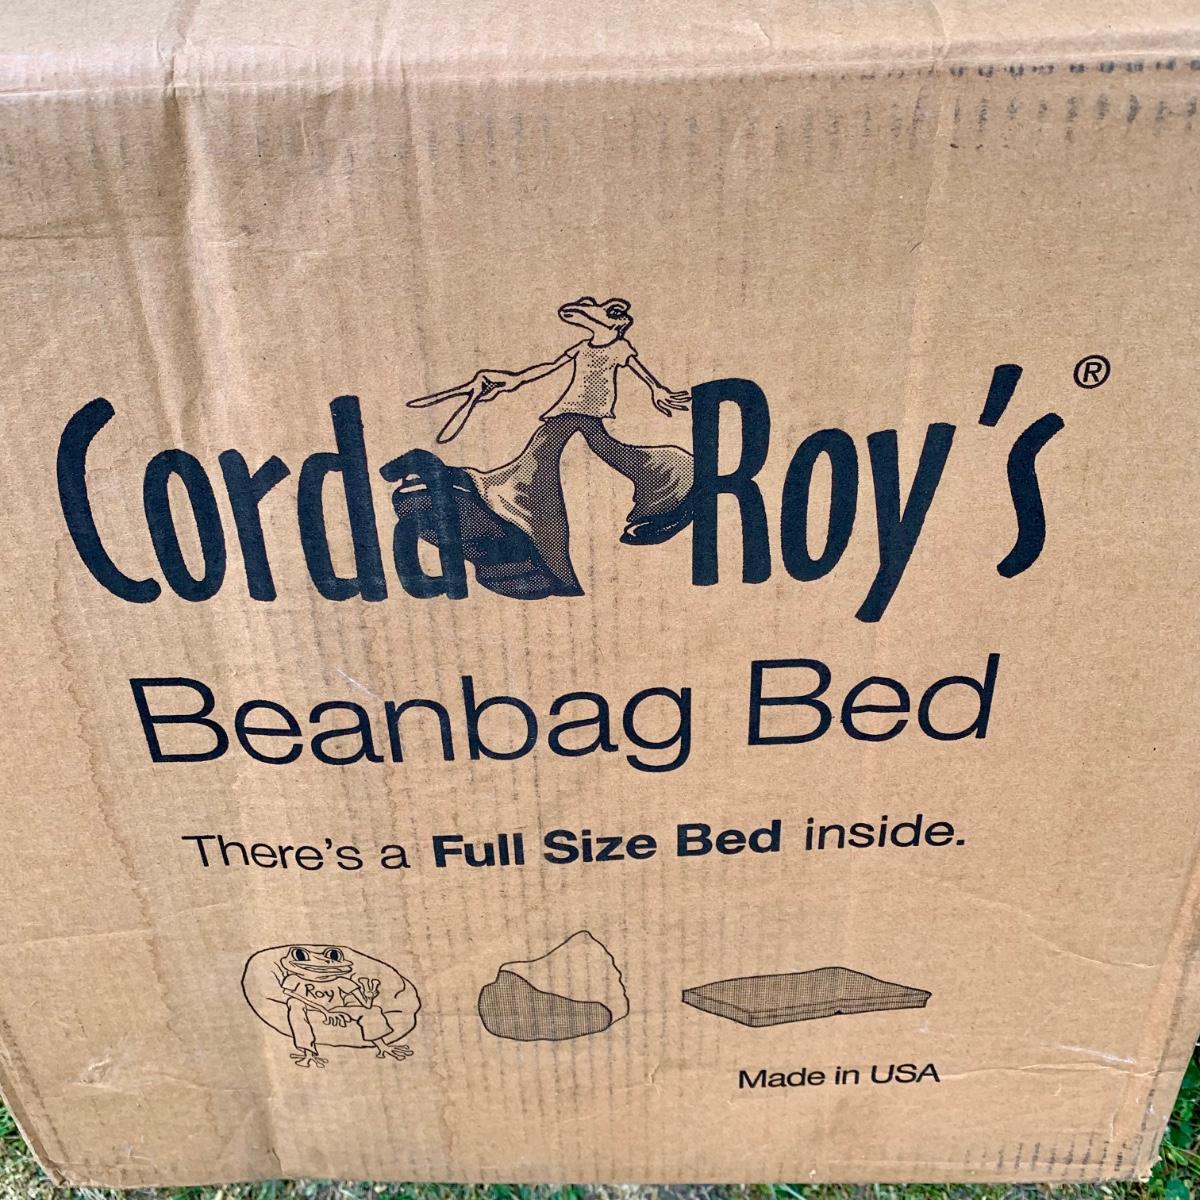 Corda Roy's®
Beanbag Bed
There's a Full Size Bed inside.
Roy
Made in USA